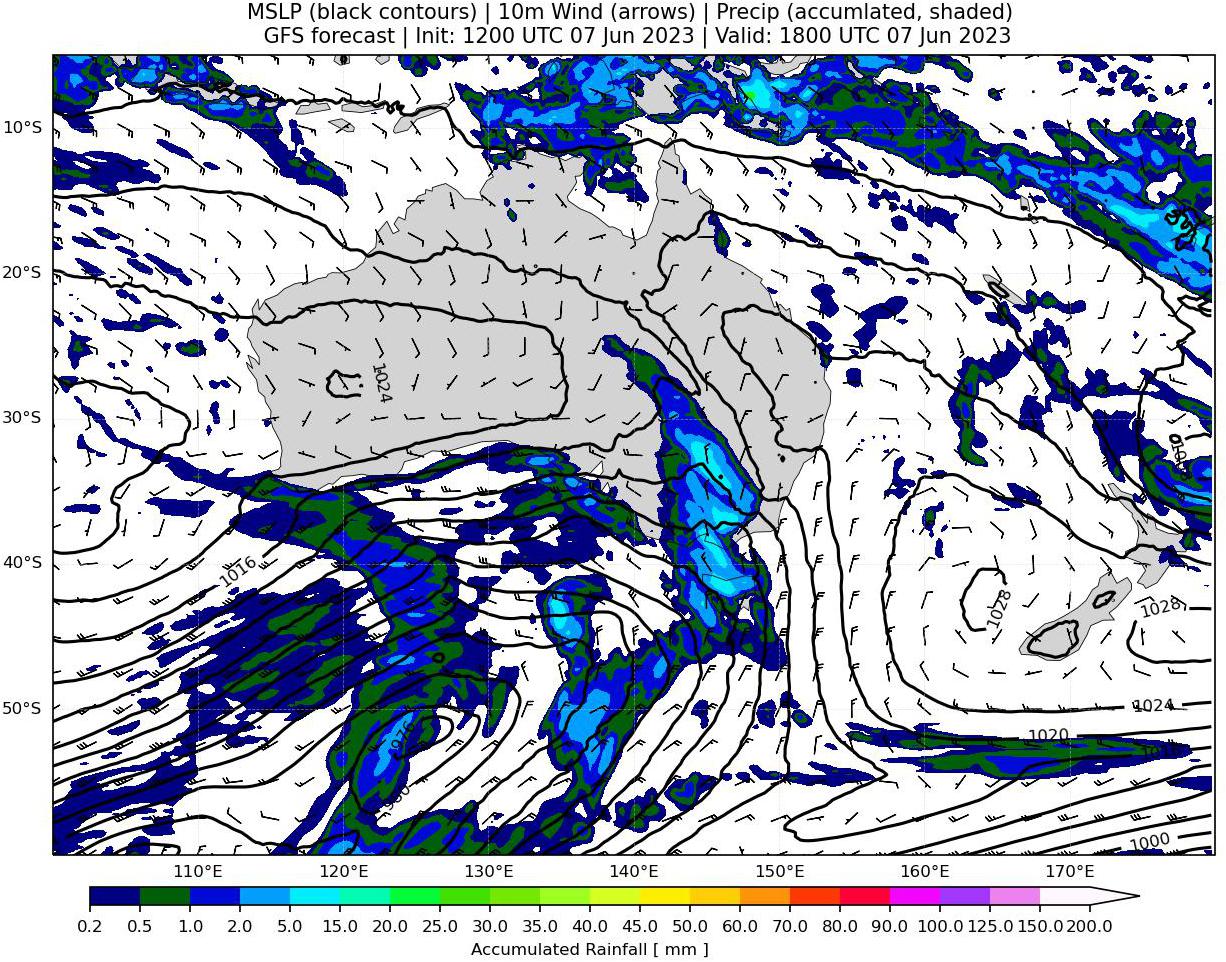 MSLP (black contours) | 10m Wind (arrows) | Precip (accumlated, shaded)
GFS forecast | Init: 1200 UTC 07 Jun 2023 | Valid: 1800 UTC 07 Jun 2023
10°S
20°S
1024
30°S
40°S
1016
1028
1028
50°S
1024
1020
976
1000
110°E 120°E 130°E 140°E 150°E 160°E 170°E
0.2 0.5 1.0 2.0 5.0 10.0 15.0 20.0 25.0 30.0 35.0 40.0 45.0 50.0 60.0 70.0 80.0 90.0 100.0 125.0 150.0 200.0
Accumulated Rainfall [ mm ]